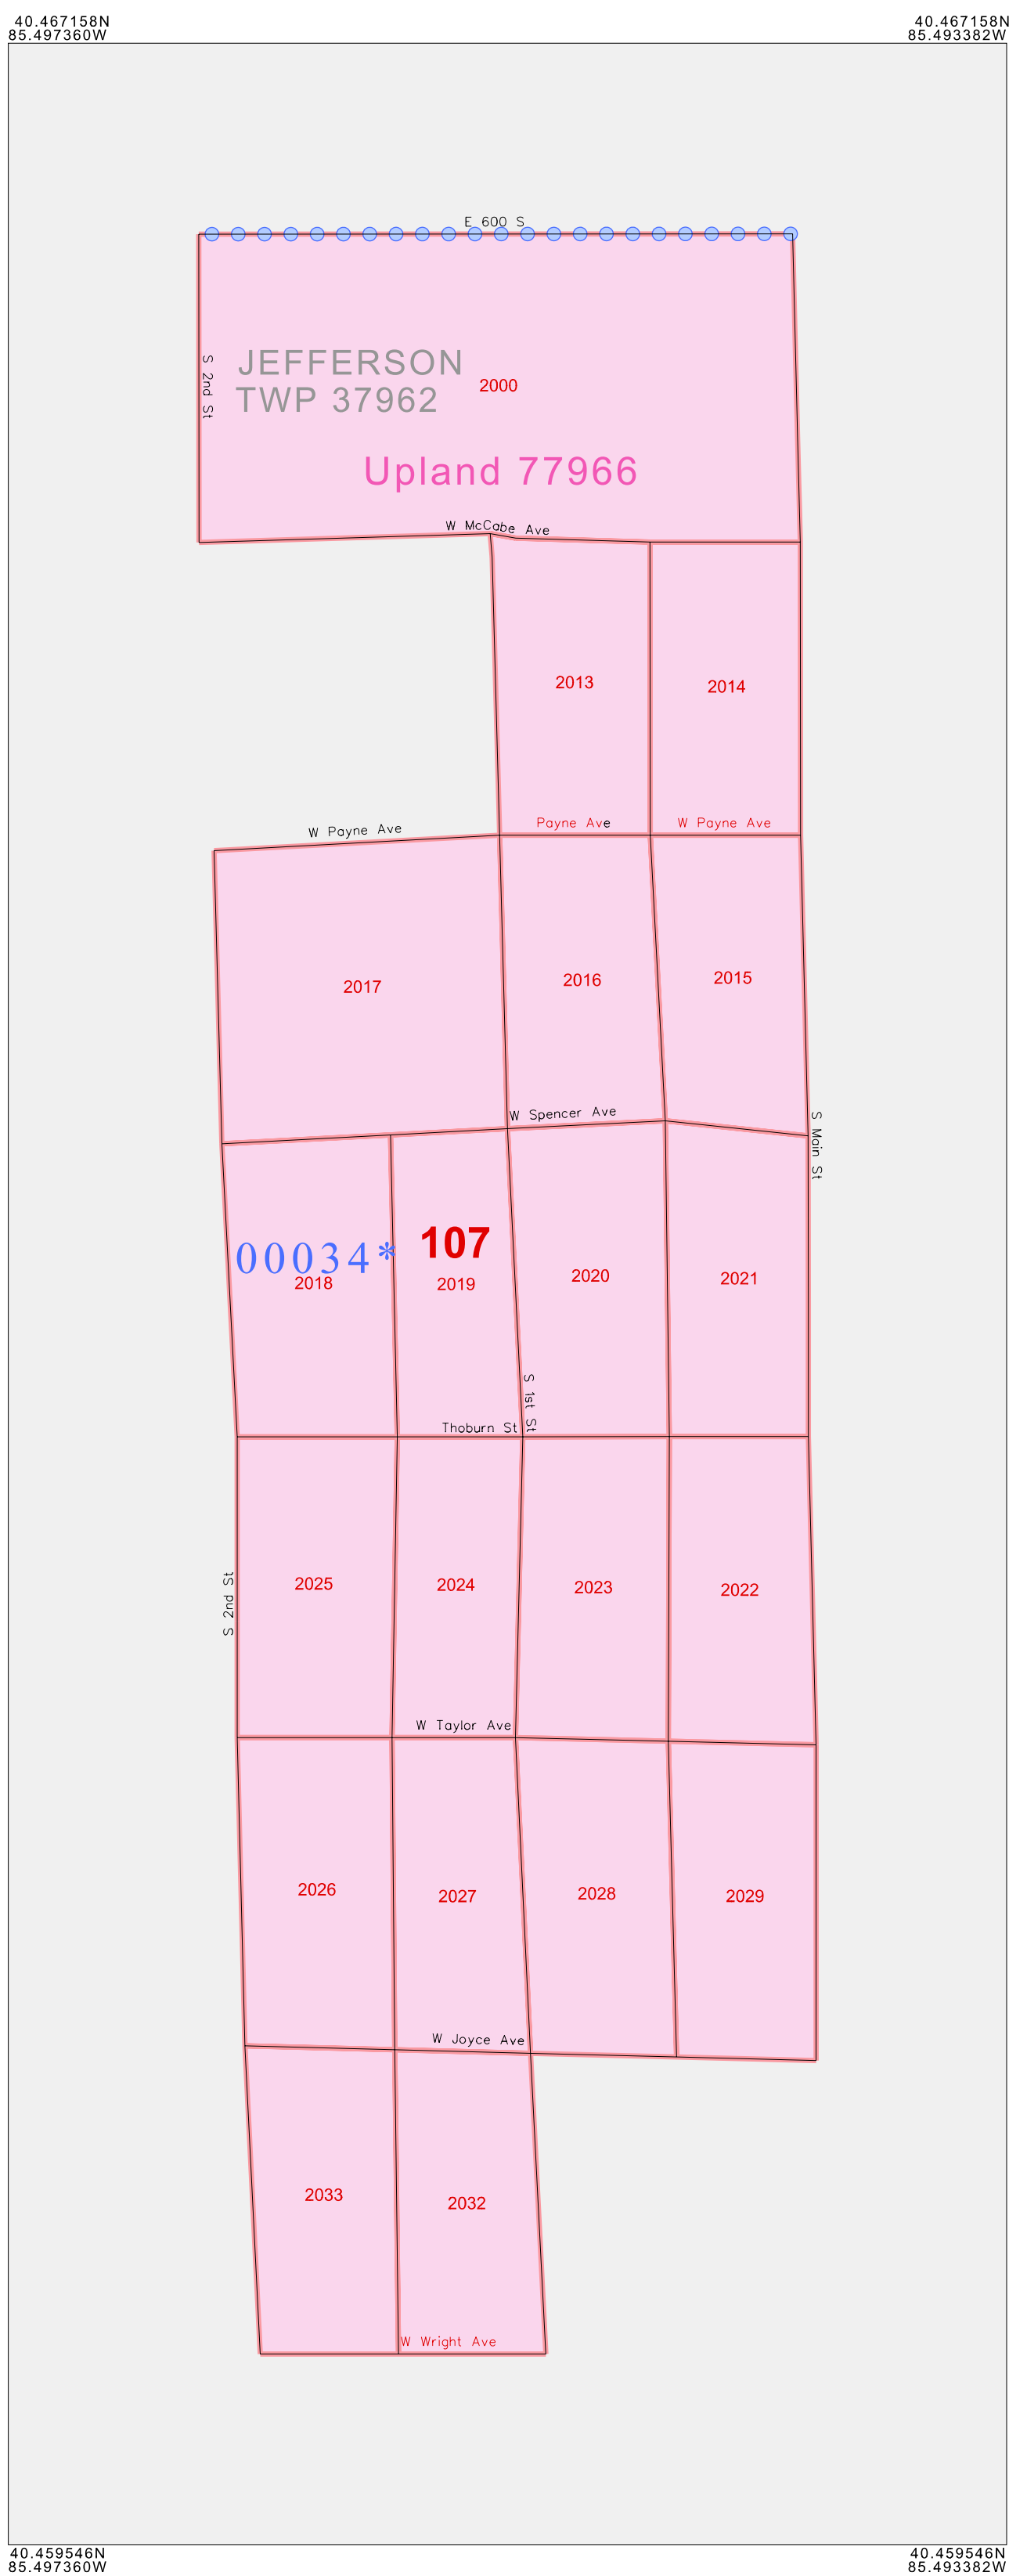 40.467158N
85.497360W
40.467158N
85.493382W
E 600 S
S 2nd St
JEFFERSON
TWP 37962
2000
Upland 77966
W McCabe Ave
2013
2014
W Payne Ave
Payne Ave
W Payne Ave
2017
2016
2015
W Spencer Ave
S Main St
00034*
107
2018
2019
2020
2021
S 1st St
Thoburn St
S 2nd St
2025
2024
2023
2022
W Taylor Ave
2026
2027
2028
2029
W Joyce Ave
2033
2032
W Wright Ave
40.459546N
85.497360W
40.459546N
85.493382W